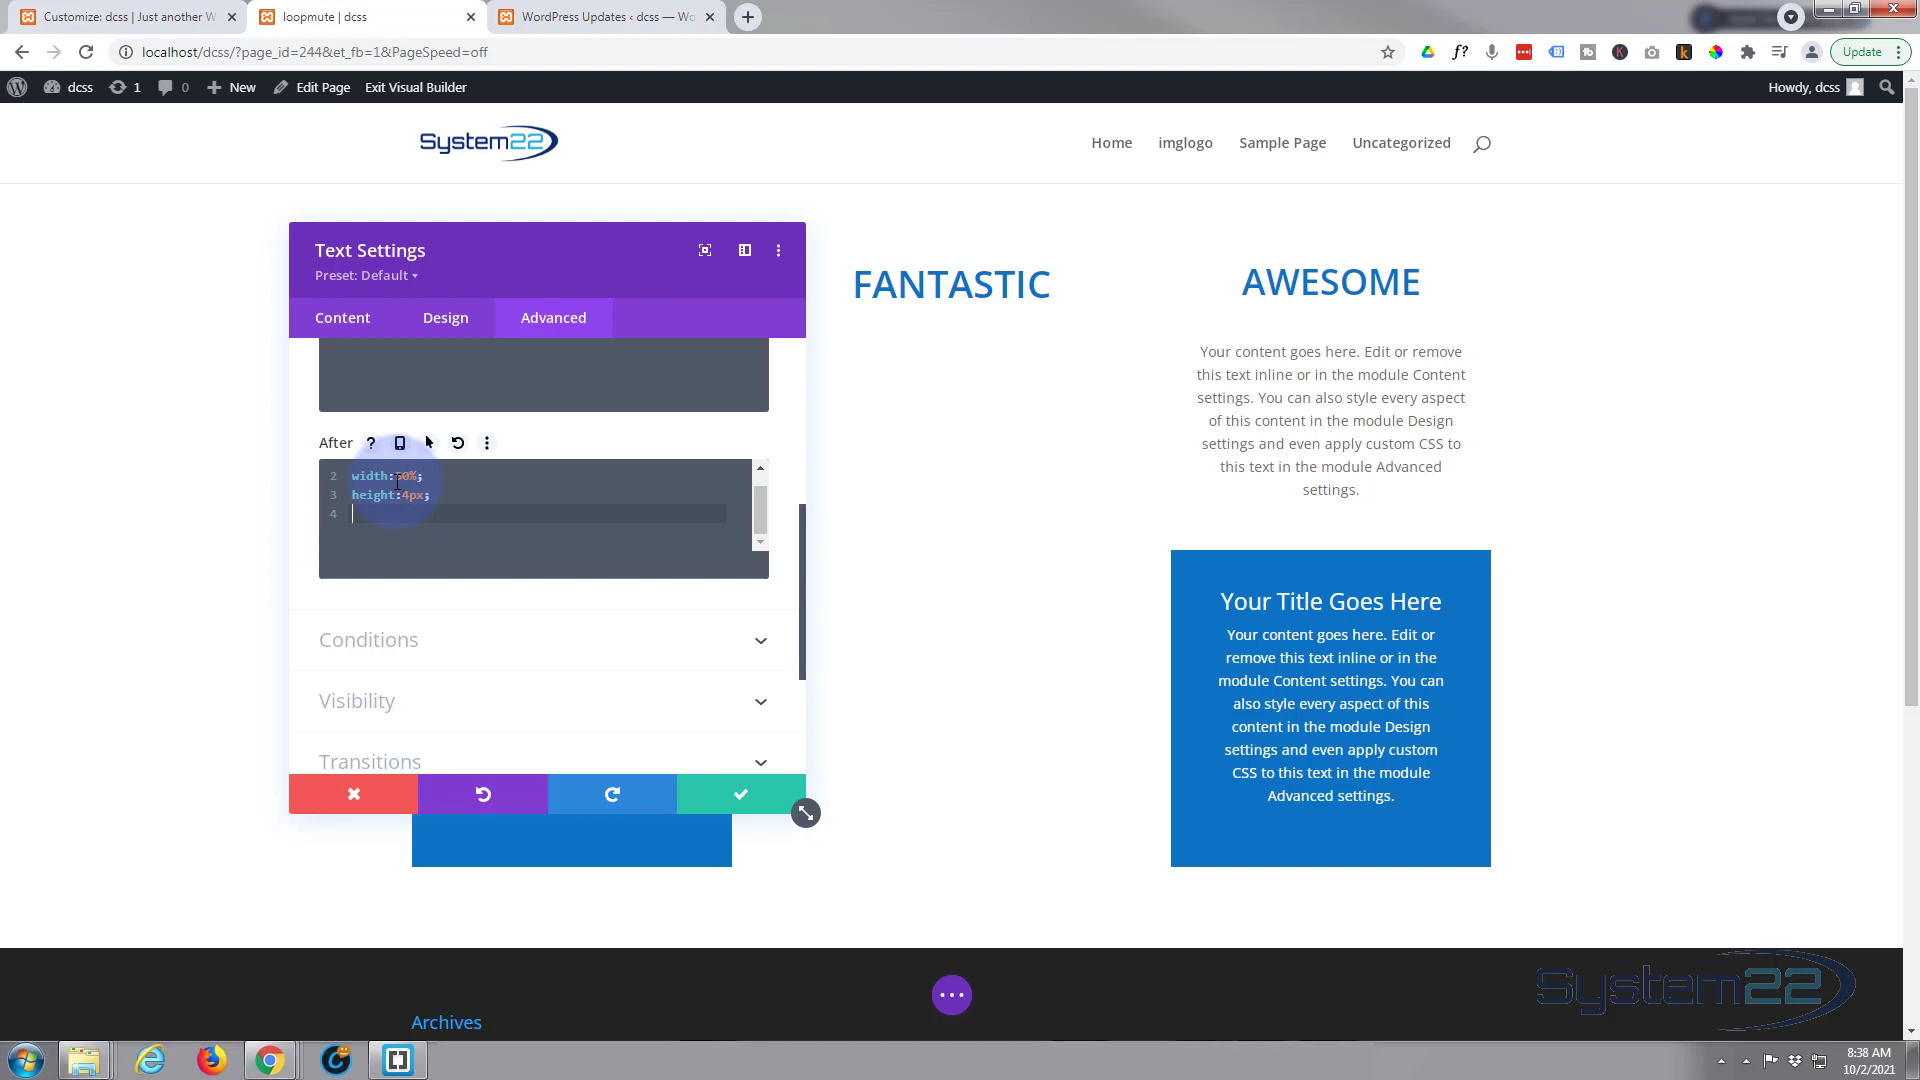 Customize: dcss | Just another W
loopmute | dcss
WordPress Updates ‹ dcss — Wo
localhost/dcss/?page_id=244&et_fb=1&PageSpeed=off
Update
dcss
1
0
New
Edit Page
Exit Visual Builder
Howdy, dcss
System22
Home
imglogo
Sample Page
Uncategorized
Text Settings
Preset: Default
Content
Design
Advanced
After
2 width:60%;
3 height:4px;
4
Conditions
Visibility
Transitions
FANTASTIC
AWESOME
Your content goes here. Edit or remove
this text inline or in the module Content
settings. You can also style every aspect
of this content in the module Design
settings and even apply custom CSS to
this text in the module Advanced
settings.
Your Title Goes Here
Your content goes here. Edit or
remove this text inline or in the
module Content settings. You can
also style every aspect of this
content in the module Design
settings and even apply custom
CSS to this text in the module
Advanced settings.
Archives
System22
8:38 AM
10/2/2021